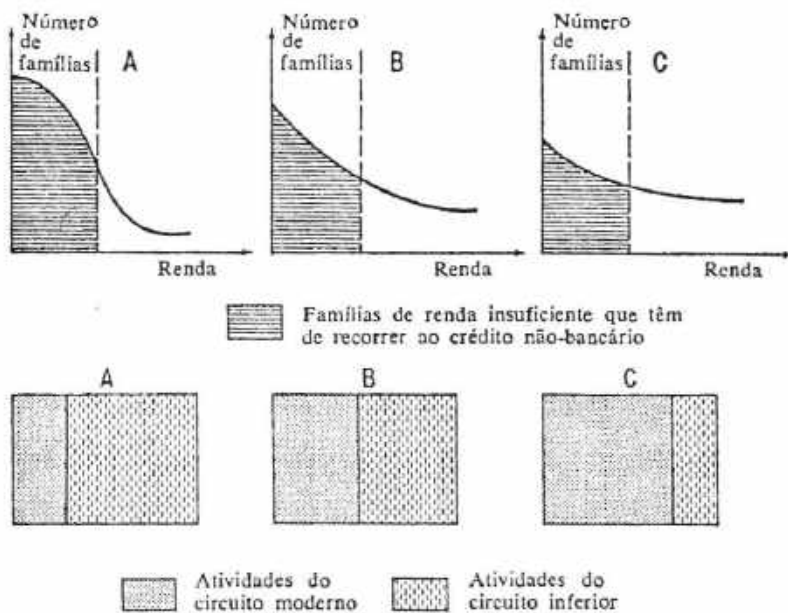 Número
de
famílias
A
Renda
Número
de
famílias
B
Renda
Número
de
famílias
C
Renda
Famílias de renda insuficiente que têm
de recorrer ao crédito não-bancário
A
B
C
Atividades do
circuito moderno
Atividades do
circuito inferior